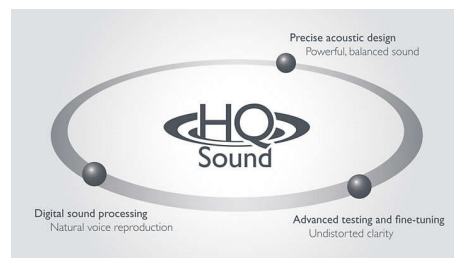 Precise acoustic design
Powerful, balanced sound
HQ
Sound
Digital sound processing
Natural voice reproduction
Advanced testing and fine-tuning
Undistorted clarity